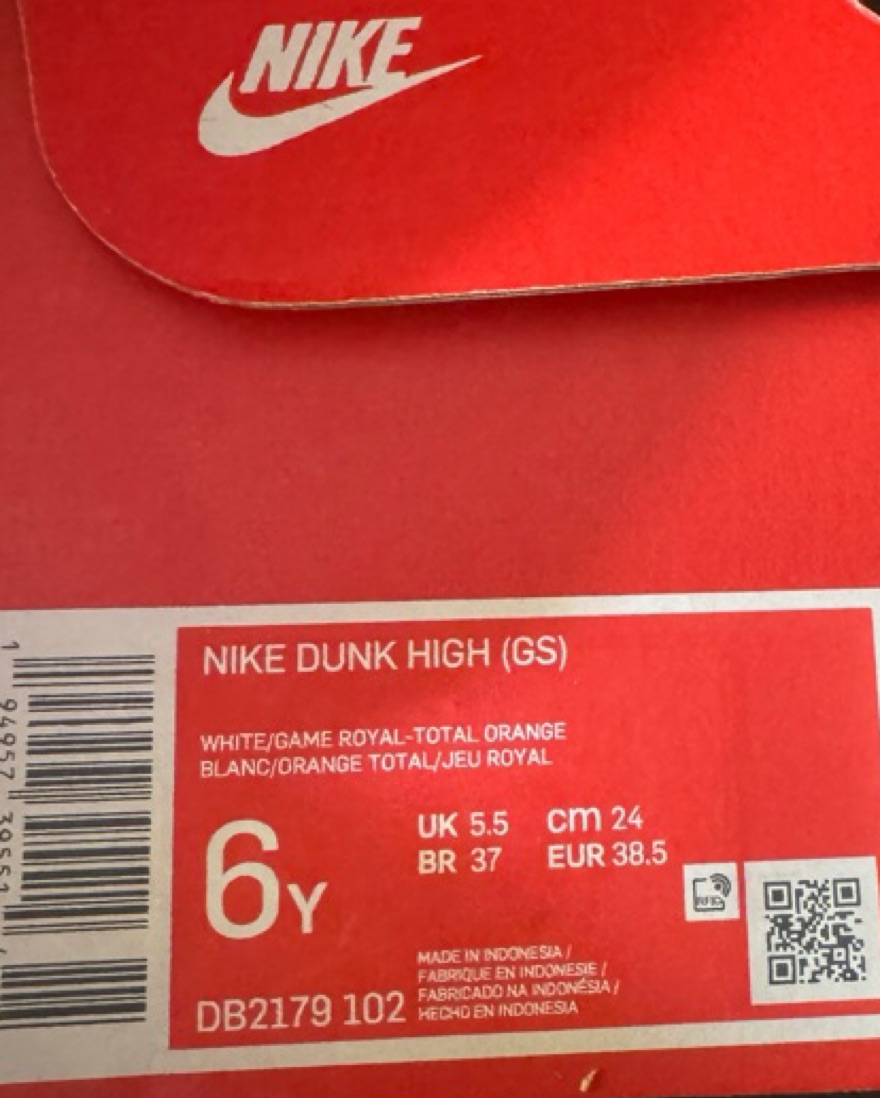 NIKE
NIKE DUNK HIGH (GS)
WHITE/GAME ROYAL-TOTAL ORANGE
BLANC/ORANGE TOTAL/JEU ROYAL
6Y
UK 5.5 cm 24
BR 37 EUR 38.5
RFID
MADE IN INDONESIA /
FABRIQUE EN INDONESIE /
FABRICADO NA INDONÉSIA /
HECHO EN INDONESIA
DB2179 102
1 94957